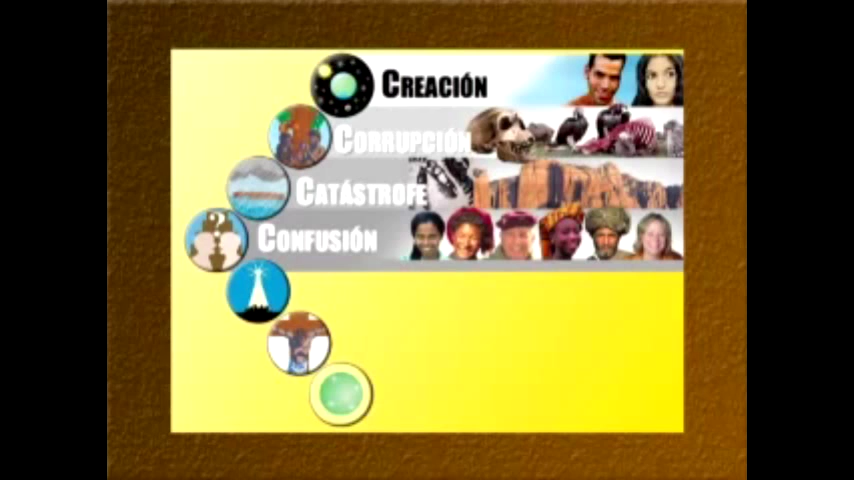 CREACIÓN
CORRUPCIÓN
CATÁSTROFE
CONFUSIÓN
?